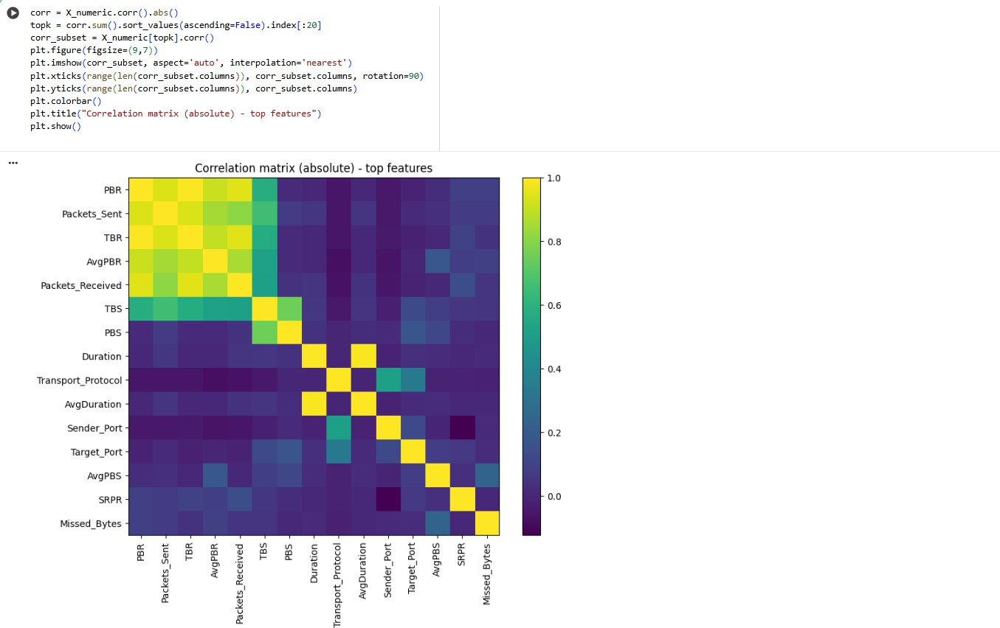 corr = X_numeric.corr().abs()
topk = corr.sum().sort_values(ascending=False).index[:20]
corr_subset = X_numeric[topk].corr()
plt.figure(figsize=(9,7))
plt.imshow(corr_subset, aspect='auto', interpolation='nearest')
plt.xticks(range(len(corr_subset.columns)), corr_subset.columns, rotation=90)
plt.yticks(range(len(corr_subset.columns)), corr_subset.columns)
plt.colorbar()
plt.title("Correlation matrix (absolute) - top features")
plt.show()
Correlation matrix (absolute) - top features
PBR
Packets_Sent
TBR
AvgPBR
Packets_Received
TBS
PBS
Duration
Transport_Protocol
AvgDuration
Sender_Port
Target_Port
AvgPBS
SRPR
Missed_Bytes
PBR
Packets_Sent
TBR
AvgPBR
Packets_Received
TBS
PBS
Duration
Transport_Protocol
AvgDuration
Sender_Port
Target_Port
AvgPBS
SRPR
Missed_Bytes
1.0
0.8
0.6
0.4
0.2
0.0